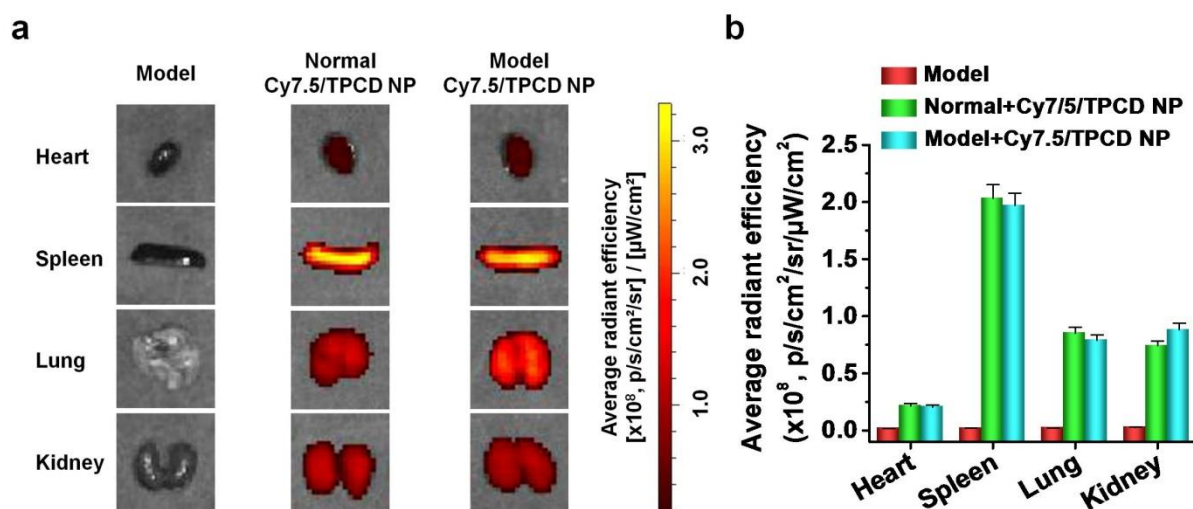 a
Model
Normal
Cy7.5/TPCD NP
Model
Cy7.5/TPCD NP
Heart
Spleen
Lung
Kidney
3.0
2.0
1.0
Average radiant efficiency
[x10⁸, p/s/cm²/sr] / [µW/cm²]
b
Model
Normal+Cy7/5/TPCD NP
Model+Cy7.5/TPCD NP
Average radiant efficiency
(x10⁸, p/s/cm²/sr/µW/cm²)
2.5
2.0
1.5
1.0
0.5
0.0
Heart
Spleen
Lung
Kidney